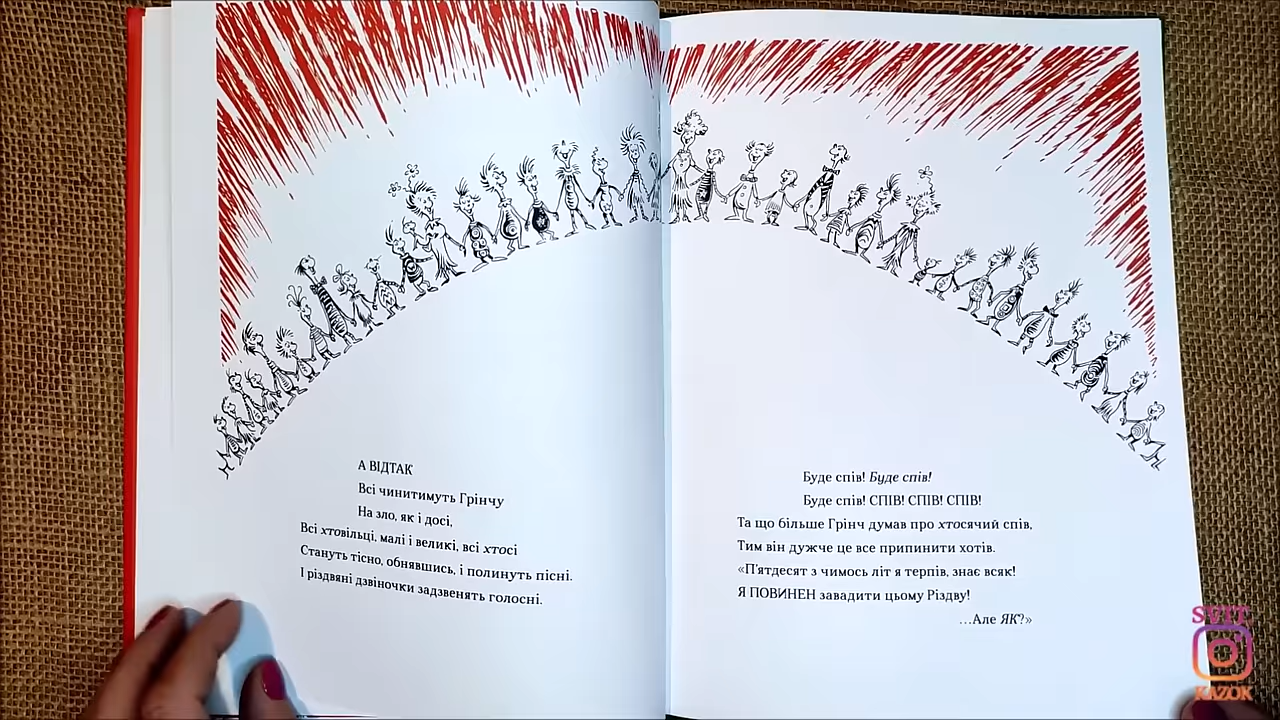 А ВІДТАК
Всі чинитимуть Грінчу
На зло, як і досі,
Всі хтовільці, малі і великі, всі хтосі
Стануть тісно, обнявшись, і полинуть пісні.
І різдвяні дзвіночки задзвенять голосні.
Буде спів! Буде спів!
Буде спів! СПІВ! СПІВ! СПІВ!
Та що більше Грінч думав про хтосячий спів,
Тим він дужче це все припинити хотів.
«П'ятдесят з чимось літ я терпів, знає всяк!
Я ПОВИНЕН завадити цьому Різдву!
...Але ЯК?»
SVIT
KAZOK